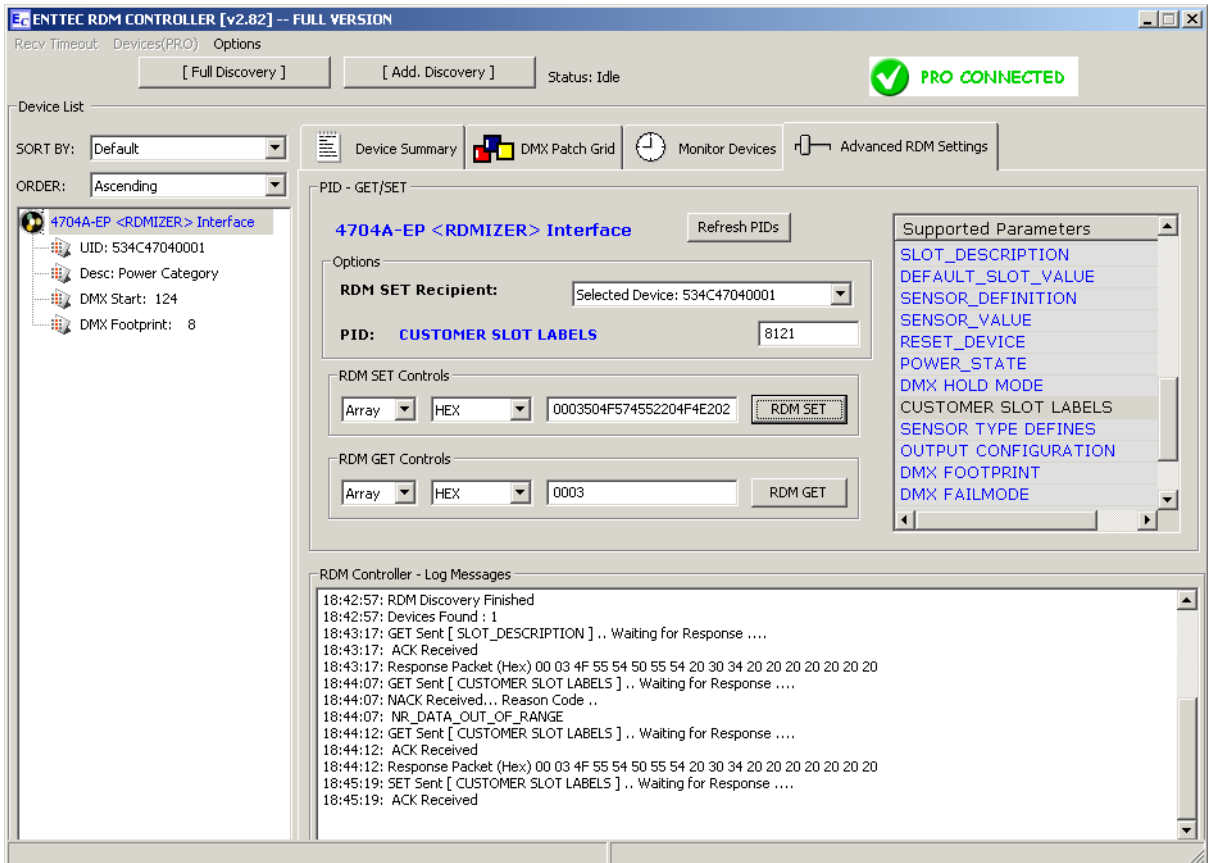 EC ENTTEC RDM CONTROLLER [v2.82] -- FULL VERSION
Recv Timeout Devices(PRO) Options
[ Full Discovery ] [ Add. Discovery ] Status: Idle PRO CONNECTED
Device List
SORT BY: Default
ORDER: Ascending
4704A-EP <RDMIZER> Interface
UID: 534C47040001
Desc: Power Category
DMX Start: 124
DMX Footprint: 8
Device Summary DMX Patch Grid Monitor Devices Advanced RDM Settings
PID - GET/SET
4704A-EP <RDMIZER> Interface Refresh PIDs
Options
RDM SET Recipient: Selected Device: 534C47040001
PID: CUSTOMER SLOT LABELS 8121
RDM SET Controls
Array HEX 0003504F574552204F4E202 RDM SET
RDM GET Controls
Array HEX 0003 RDM GET
Supported Parameters
SLOT_DESCRIPTION
DEFAULT_SLOT_VALUE
SENSOR_DEFINITION
SENSOR_VALUE
RESET_DEVICE
POWER_STATE
DMX HOLD MODE
CUSTOMER SLOT LABELS
SENSOR TYPE DEFINES
OUTPUT CONFIGURATION
DMX FOOTPRINT
DMX FAILMODE
RDM Controller - Log Messages
18:42:57: RDM Discovery Finished
18:42:57: Devices Found : 1
18:43:17: GET Sent [ SLOT_DESCRIPTION ] .. Waiting for Response ....
18:43:17: ACK Received
18:43:17: Response Packet (Hex) 00 03 4F 55 54 50 55 54 20 30 34 20 20 20 20 20 20 20
18:44:07: GET Sent [ CUSTOMER SLOT LABELS ] .. Waiting for Response ....
18:44:07: NACK Received... Reason Code ..
18:44:07: NR_DATA_OUT_OF_RANGE
18:44:12: GET Sent [ CUSTOMER SLOT LABELS ] .. Waiting for Response ....
18:44:12: ACK Received
18:44:12: Response Packet (Hex) 00 03 4F 55 54 50 55 54 20 30 34 20 20 20 20 20 20 20
18:45:19: SET Sent [ CUSTOMER SLOT LABELS ] .. Waiting for Response ....
18:45:19: ACK Received